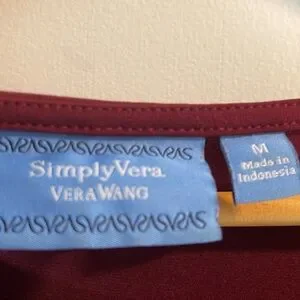 SimplyVera
VERA WANG
M
Made in
Indonesia